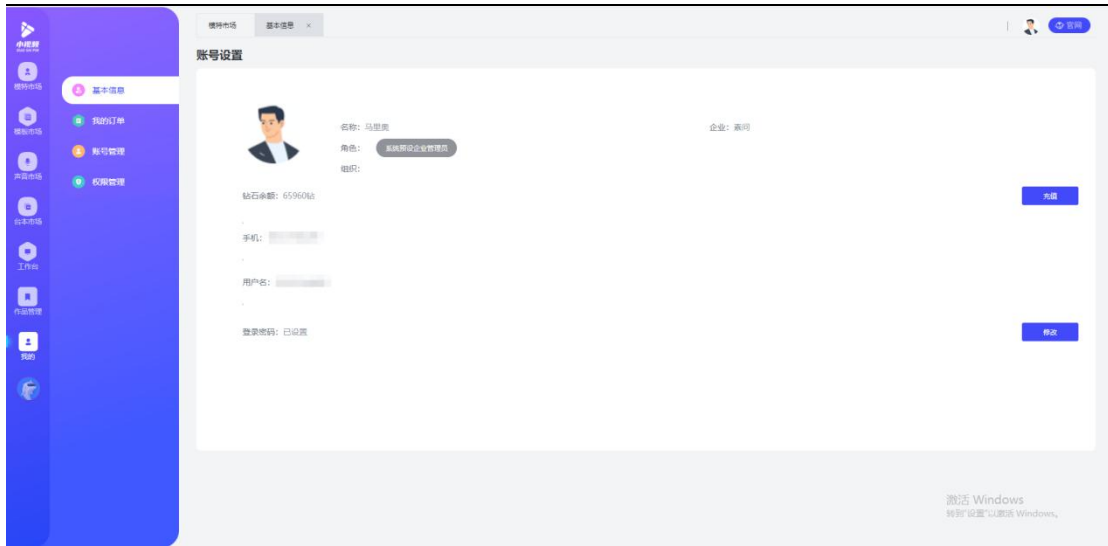 模特市场
基本信息 ×
官网
账号设置
小视频
模特市场
模板市场
声音市场
台本市场
工作台
作品管理
我的
基本信息
我的订单
账号管理
权限管理
名称：马里奥
企业：素问
角色：
系统预设企业管理员
组织：
钻石余额：65960钻
充值
手机：
用户名：
登录密码：已设置
修改
激活 Windows
转到"设置"以激活 Windows。